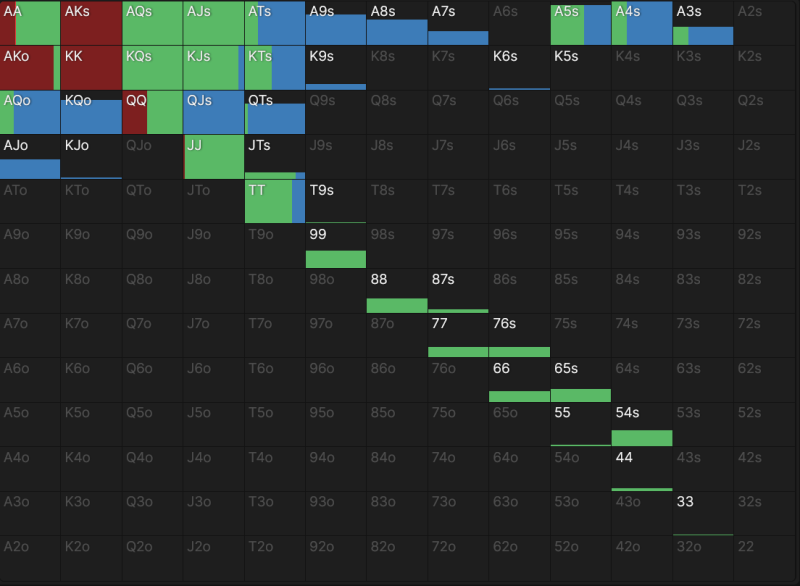 AA AKs AQs AJs ATs A9s A8s A7s A6s A5s A4s A3s A2s
AKo KK KQs KJs KTs K9s K8s K7s K6s K5s K4s K3s K2s
AQo KQo QQ QJs QTs Q9s Q8s Q7s Q6s Q5s Q4s Q3s Q2s
AJo KJo QJo JJ JTs J9s J8s J7s J6s J5s J4s J3s J2s
ATo KTo QTo JTo TT T9s T8s T7s T6s T5s T4s T3s T2s
A9o K9o Q9o J9o T9o 99 98s 97s 96s 95s 94s 93s 92s
A8o K8o Q8o J8o T8o 98o 88 87s 86s 85s 84s 83s 82s
A7o K7o Q7o J7o T7o 97o 87o 77 76s 75s 74s 73s 72s
A6o K6o Q6o J6o T6o 96o 86o 76o 66 65s 64s 63s 62s
A5o K5o Q5o J5o T5o 95o 85o 75o 65o 55 54s 53s 52s
A4o K4o Q4o J4o T4o 94o 84o 74o 64o 54o 44 43s 42s
A3o K3o Q3o J3o T3o 93o 83o 73o 63o 53o 43o 33 32s
A2o K2o Q2o J2o T2o 92o 82o 72o 62o 52o 42o 32o 22